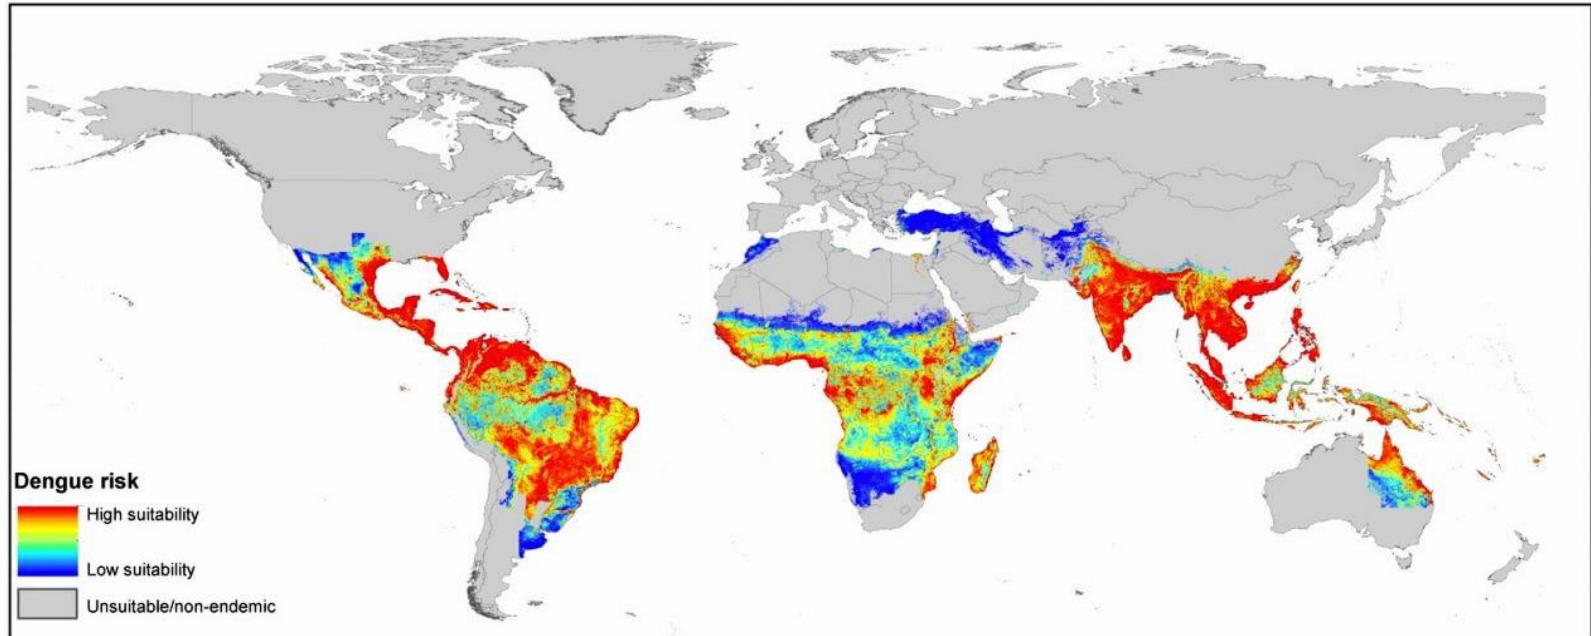 Dengue risk
High suitability
Low suitability
Unsuitable/non-endemic